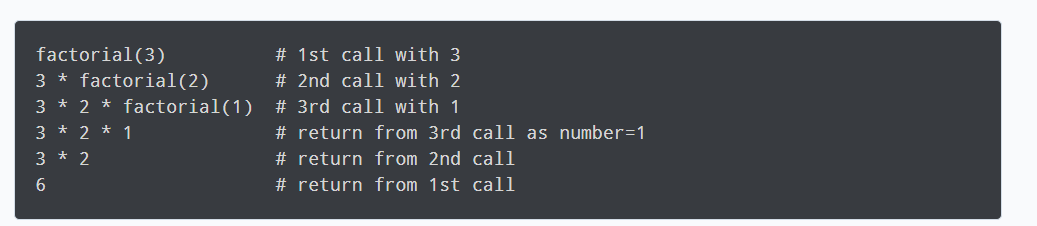 factorial(3)          # 1st call with 3
3 * factorial(2)      # 2nd call with 2
3 * 2 * factorial(1)  # 3rd call with 1
3 * 2 * 1             # return from 3rd call as number=1
3 * 2                 # return from 2nd call
6                     # return from 1st call